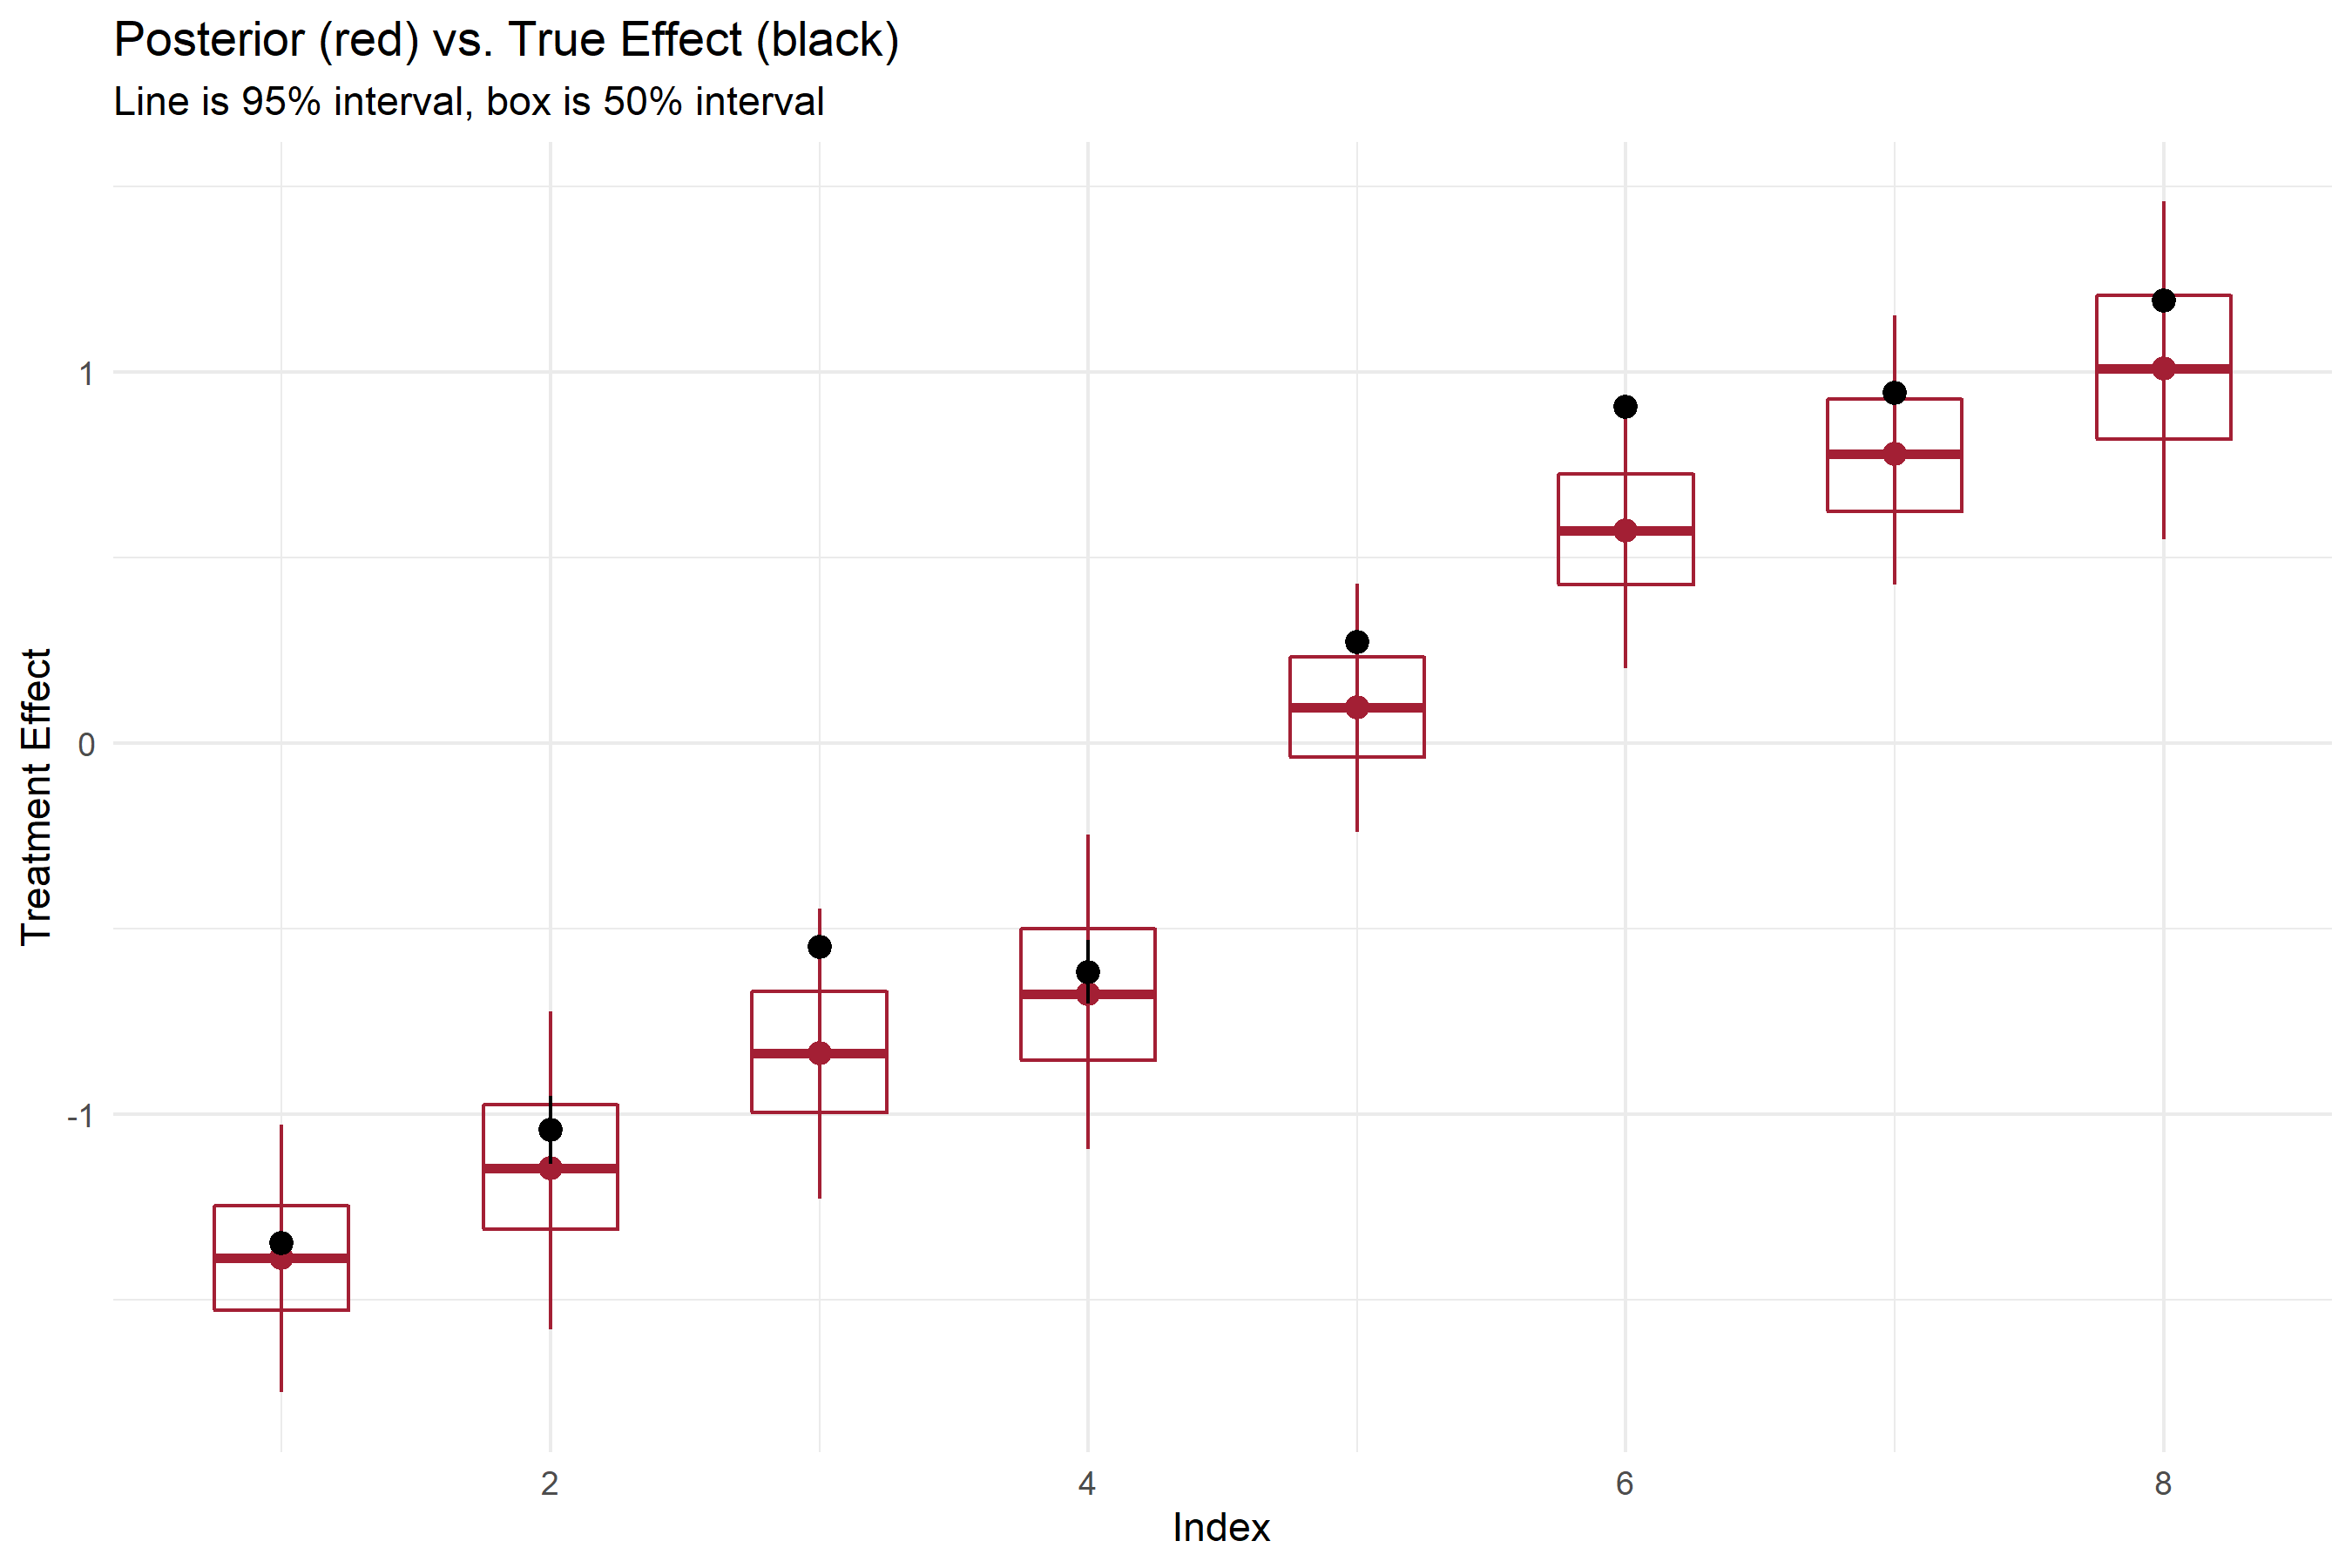 Posterior (red) vs. True Effect (black)
Line is 95% interval, box is 50% interval
Treatment Effect
1
0
-1
2
4
6
8
Index